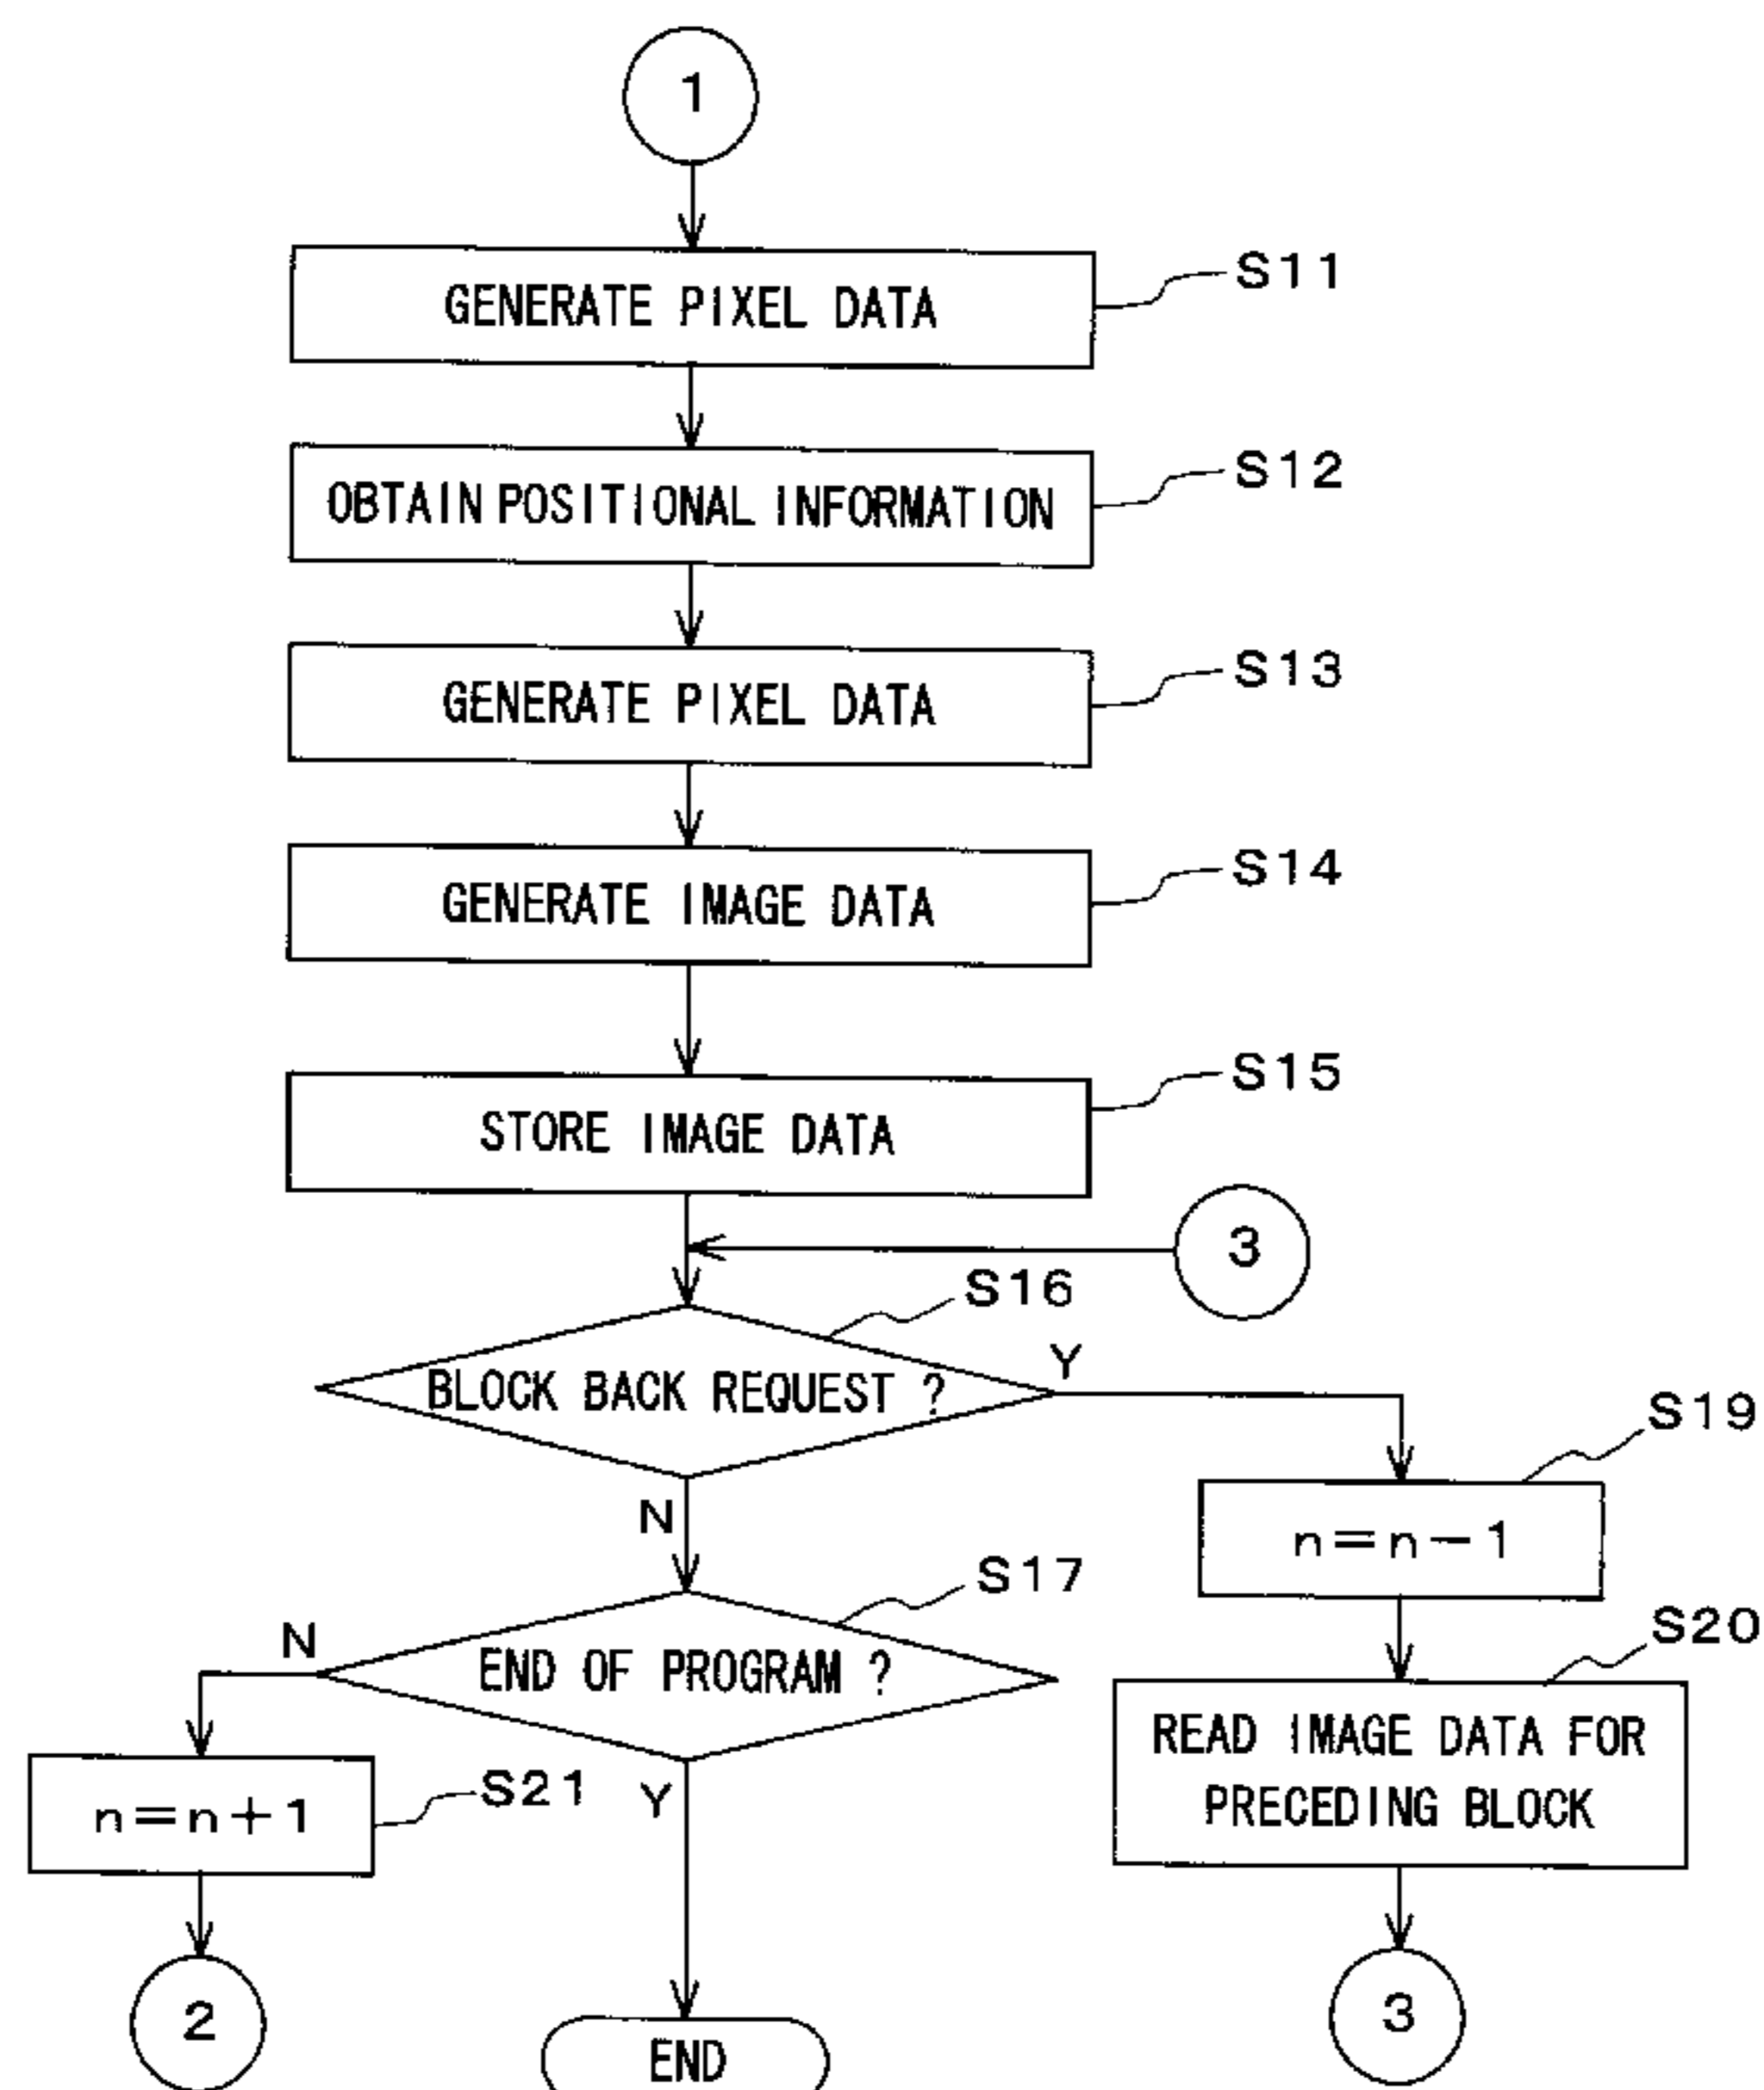 1
GENERATE PIXEL DATA
S11
OBTAIN POSITIONAL INFORMATION
S12
GENERATE PIXEL DATA
S13
GENERATE IMAGE DATA
S14
STORE IMAGE DATA
S15
3
S16
BLOCK BACK REQUEST ?
Y
N
S19
n=n-1
S17
END OF PROGRAM ?
N
Y
S20
READ IMAGE DATA FOR
PRECEDING BLOCK
S21
n=n+1
2
END
3